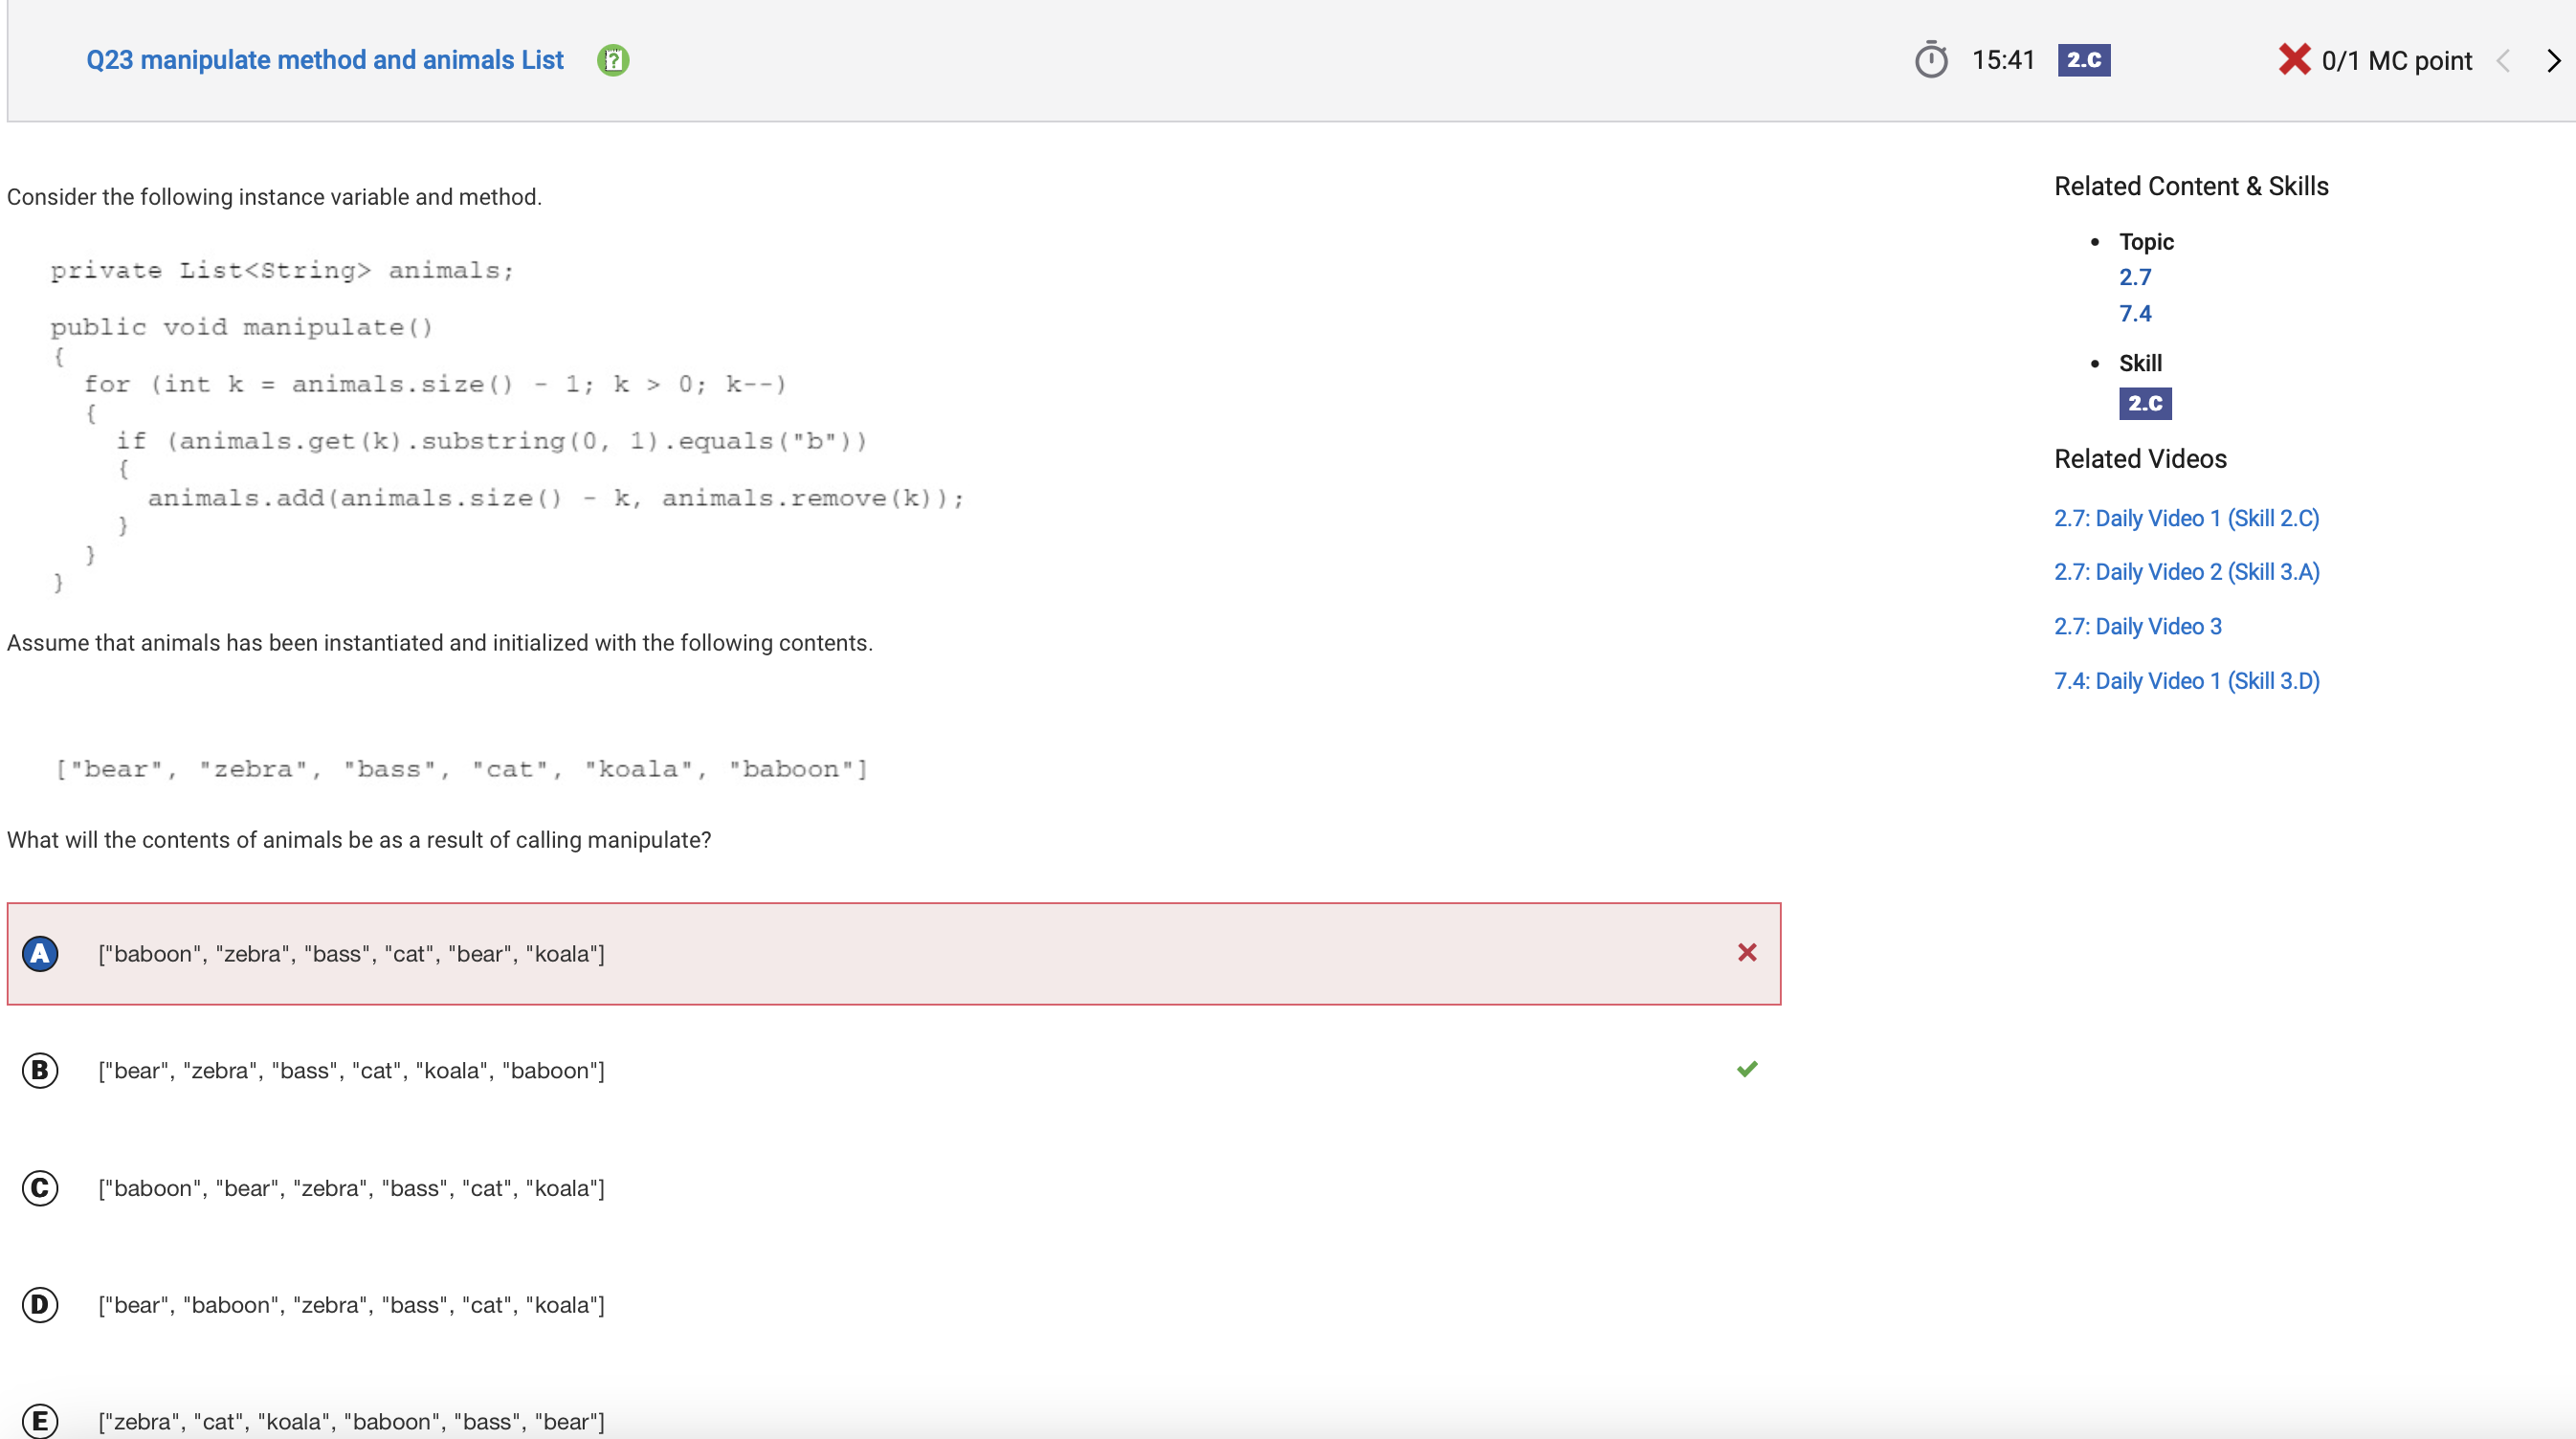 Q23 manipulate method and animals List
15:41 2.C 0/1 MC point
Consider the following instance variable and method.
private List<String> animals;
public void manipulate()
{
for (int k = animals.size() - 1; k > 0; k--)
{
if (animals.get(k).substring(0, 1).equals("b"))
{
animals.add(animals.size() - k, animals.remove(k));
}
}
}
Assume that animals has been instantiated and initialized with the following contents.
["bear", "zebra", "bass", "cat", "koala", "baboon"]
What will the contents of animals be as a result of calling manipulate?
A ["baboon", "zebra", "bass", "cat", "bear", "koala"]
B ["bear", "zebra", "bass", "cat", "koala", "baboon"]
C ["baboon", "bear", "zebra", "bass", "cat", "koala"]
D ["bear", "baboon", "zebra", "bass", "cat", "koala"]
E ["zebra", "cat", "koala", "baboon", "bass", "bear"]
Related Content & Skills
• Topic
2.7
7.4
• Skill
2.C
Related Videos
2.7: Daily Video 1 (Skill 2.C)
2.7: Daily Video 2 (Skill 3.A)
2.7: Daily Video 3
7.4: Daily Video 1 (Skill 3.D)